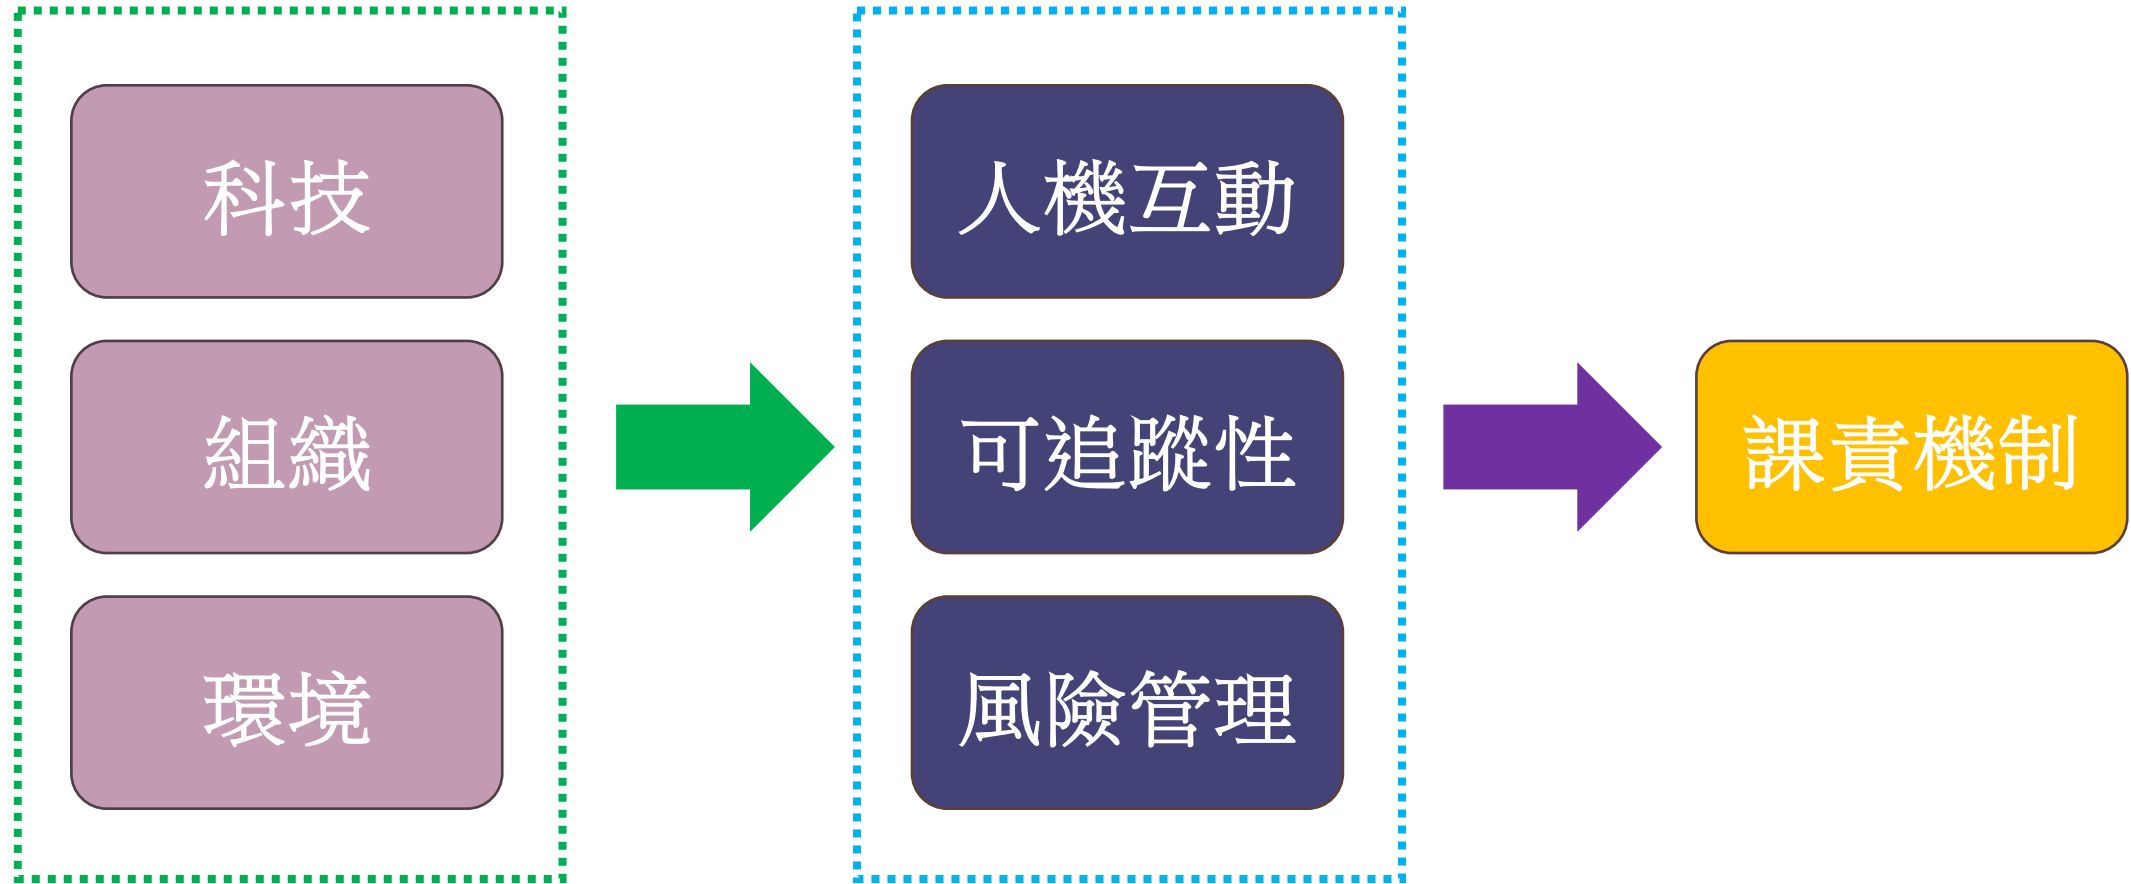 科技
組織
環境
人機互動
可追蹤性
風險管理
課責機制